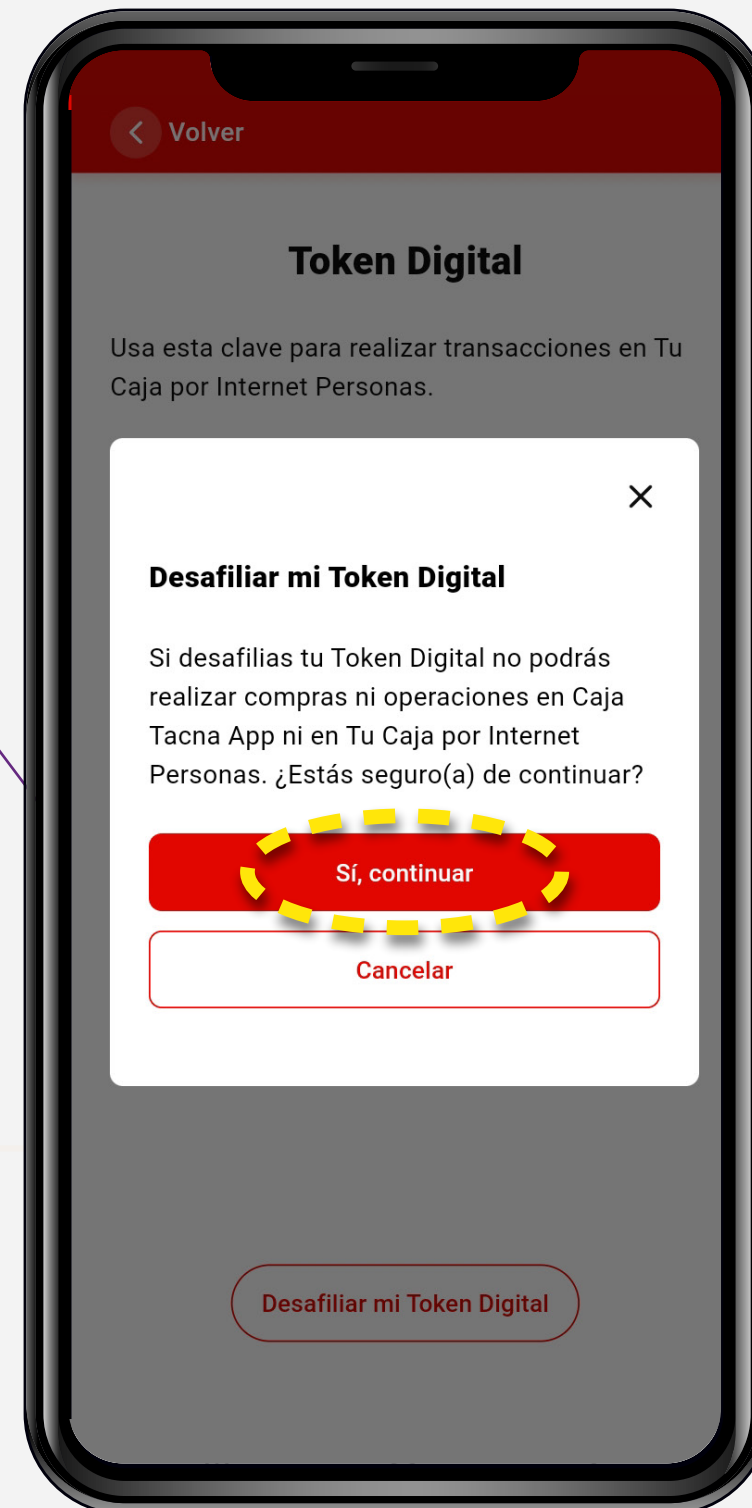 Volver
Token Digital
Usa esta clave para realizar transacciones en Tu
Caja por Internet Personas.
Desafiliar mi Token Digital
Si desafilias tu Token Digital no podrás
realizar compras ni operaciones en Caja
Tacna App ni en Tu Caja por Internet
Personas. ¿Estás seguro(a) de continuar?
Sí, continuar
Cancelar
Desafiliar mi Token Digital